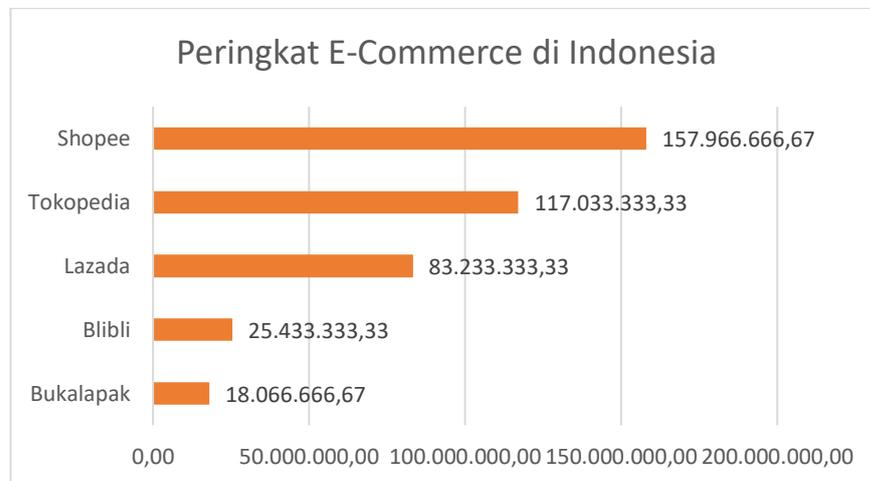 Peringkat E-Commerce di Indonesia
Shopee 157.966.666,67
Tokopedia 117.033.333,33
Lazada 83.233.333,33
Blibli 25.433.333,33
Bukalapak 18.066.666,67
0,00 50.000.000,00 100.000.000,00 150.000.000,00 200.000.000,00